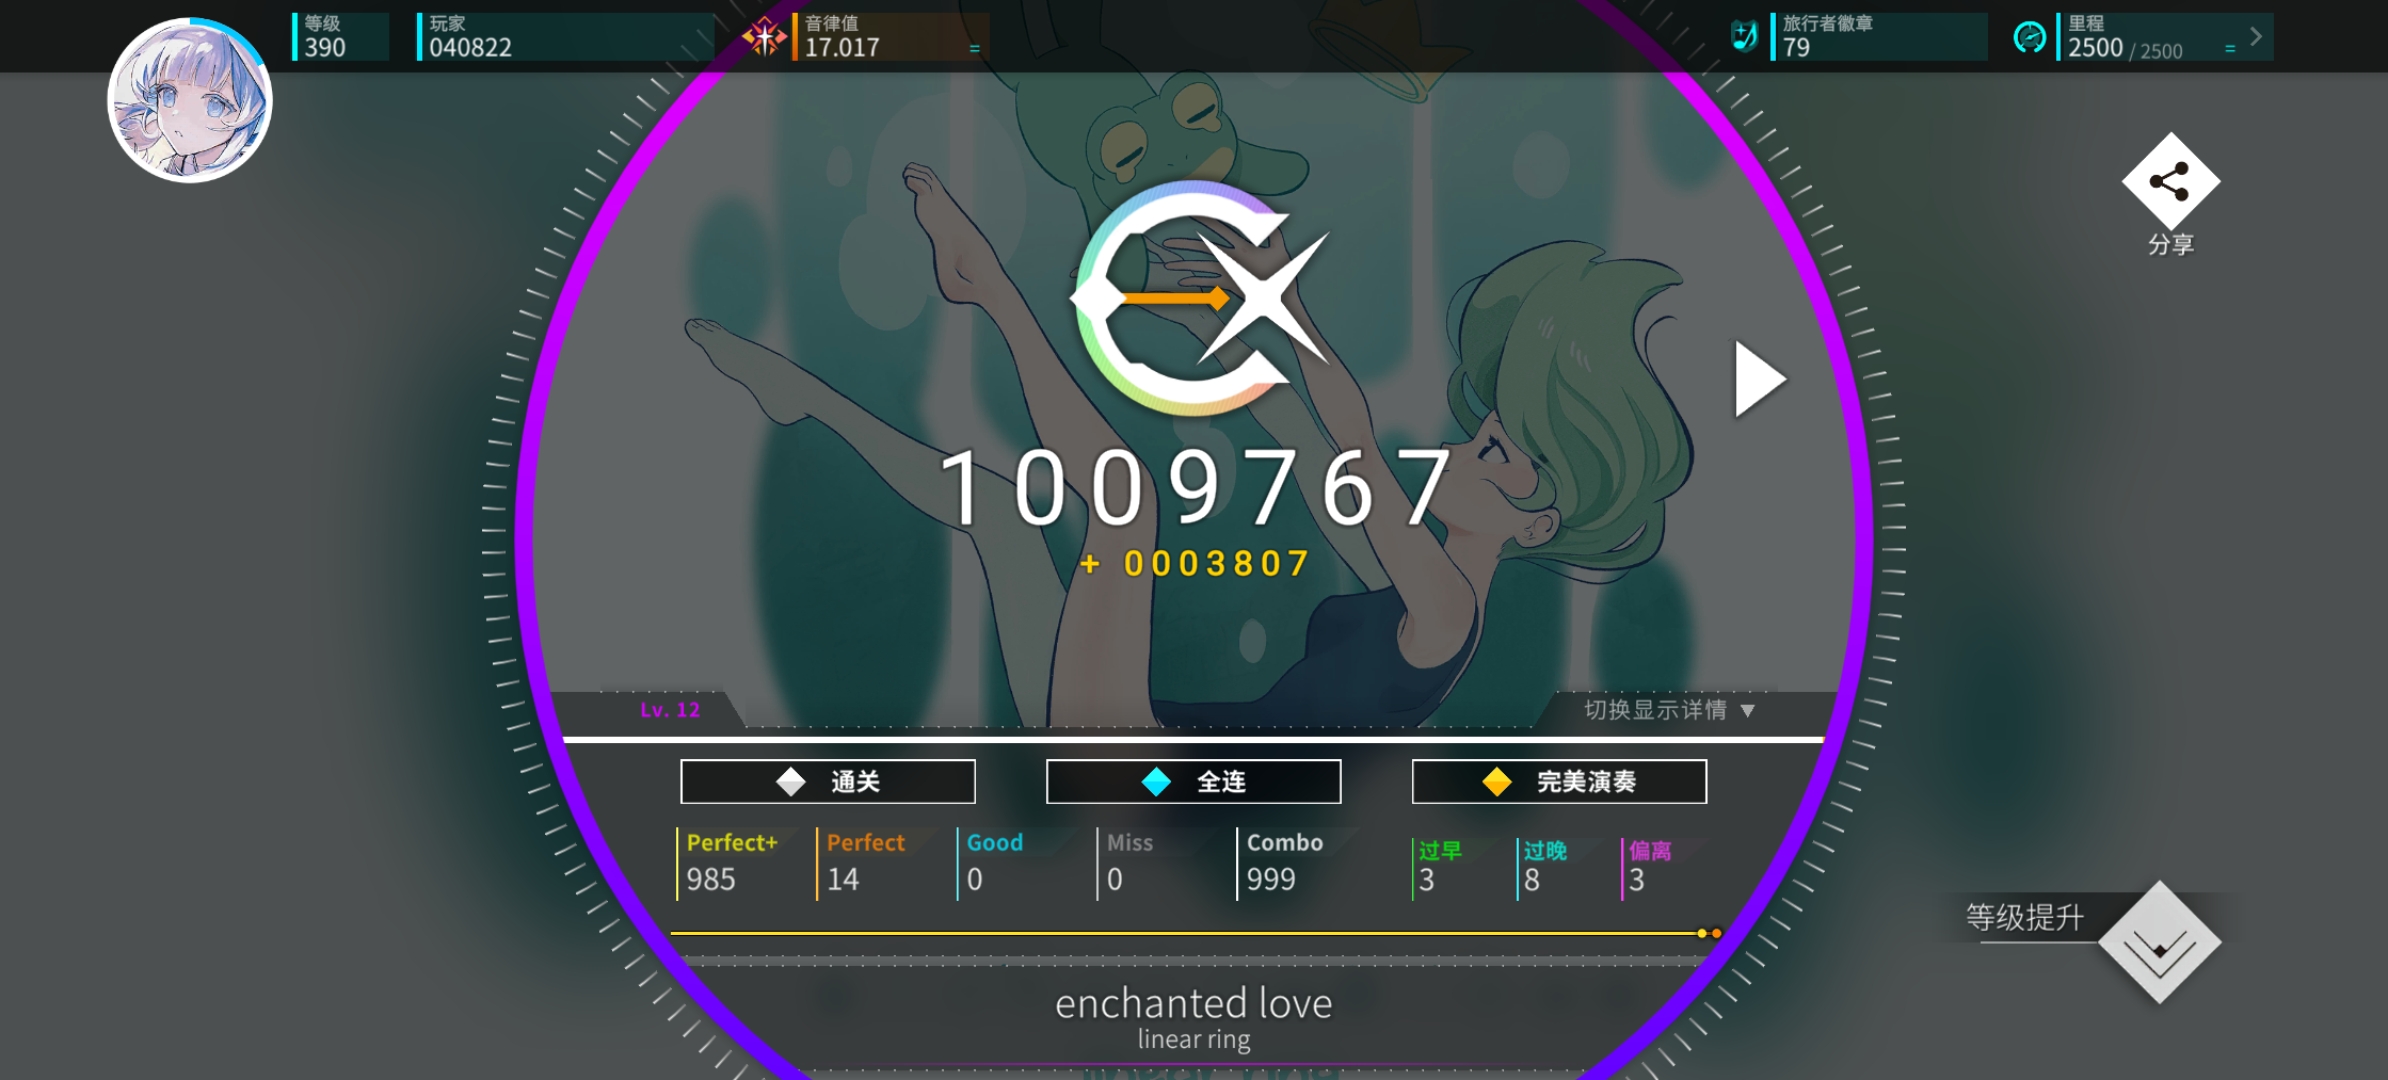 等级
390
玩家
040822
音律值
17.017
=
旅行者徽章
79
里程
2500 / 2500
=
分享
1009767
+ 0003807
Lv. 12
切换显示详情 ▼
通关
全连
完美演奏
Perfect+
985
Perfect
14
Good
0
Miss
0
Combo
999
过早
3
过晚
8
偏离
3
等级提升
enchanted love
linear ring